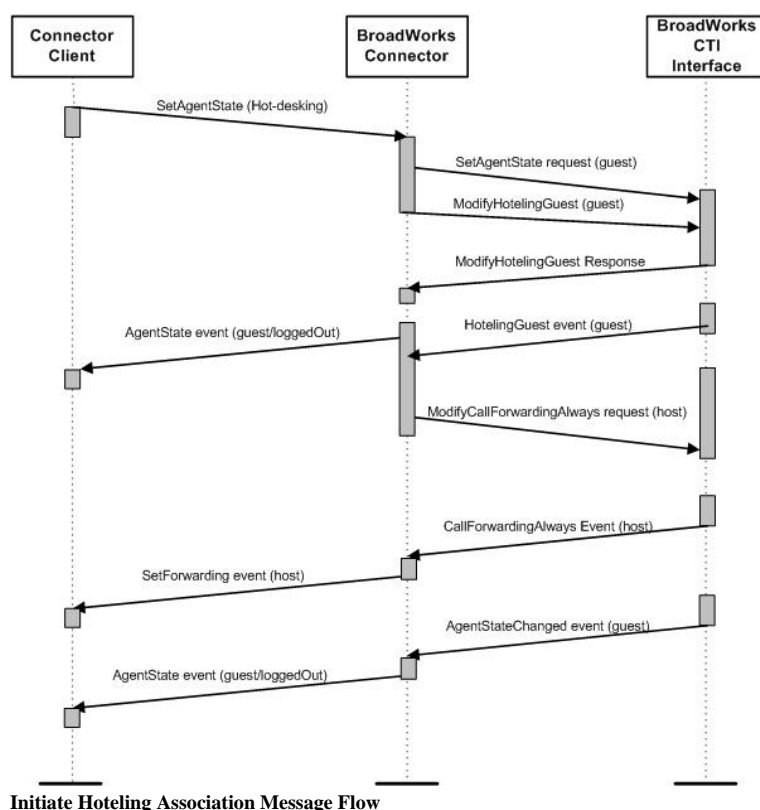 Connector
Client
BroadWorks
Connector
BroadWorks
CTI
Interface
SetAgentState (Hot-desking)
SetAgentState request (guest)
ModifyHotelingGuest (guest)
ModifyHotelingGuest Response
HotelingGuest event (guest)
AgentState event (guest/loggedOut)
ModifyCallForwardingAlways request (host)
CallForwardingAlways Event (host)
SetForwarding event (host)
AgentStateChanged event (guest)
AgentState event (guest/loggedOut)
Initiate Hoteling Association Message Flow